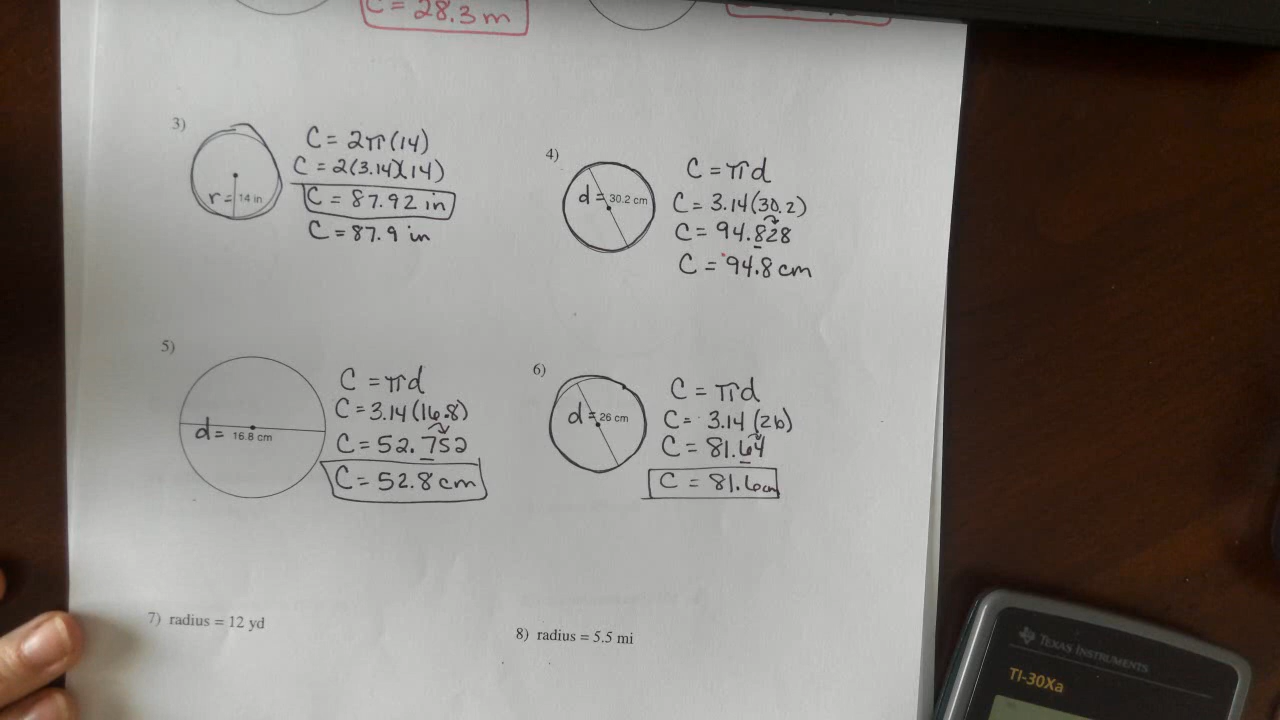 C = 28.3 m
3)
r = 14 in
C = 2π(14)
C = 2(3.14)(14)
C = 87.92 in
C = 87.9 in
4)
d = 30.2 cm
C = πd
C = 3.14(30.2)
C = 94.828
C = 94.8 cm
5)
d = 16.8 cm
C = πd
C = 3.14(16.8)
C = 52.752
C = 52.8 cm
6)
d = 26 cm
C = πd
C = 3.14(26)
C = 81.64
C = 81.6cm
7) radius = 12 yd
8) radius = 5.5 mi
TEXAS INSTRUMENTS
TI-30Xa